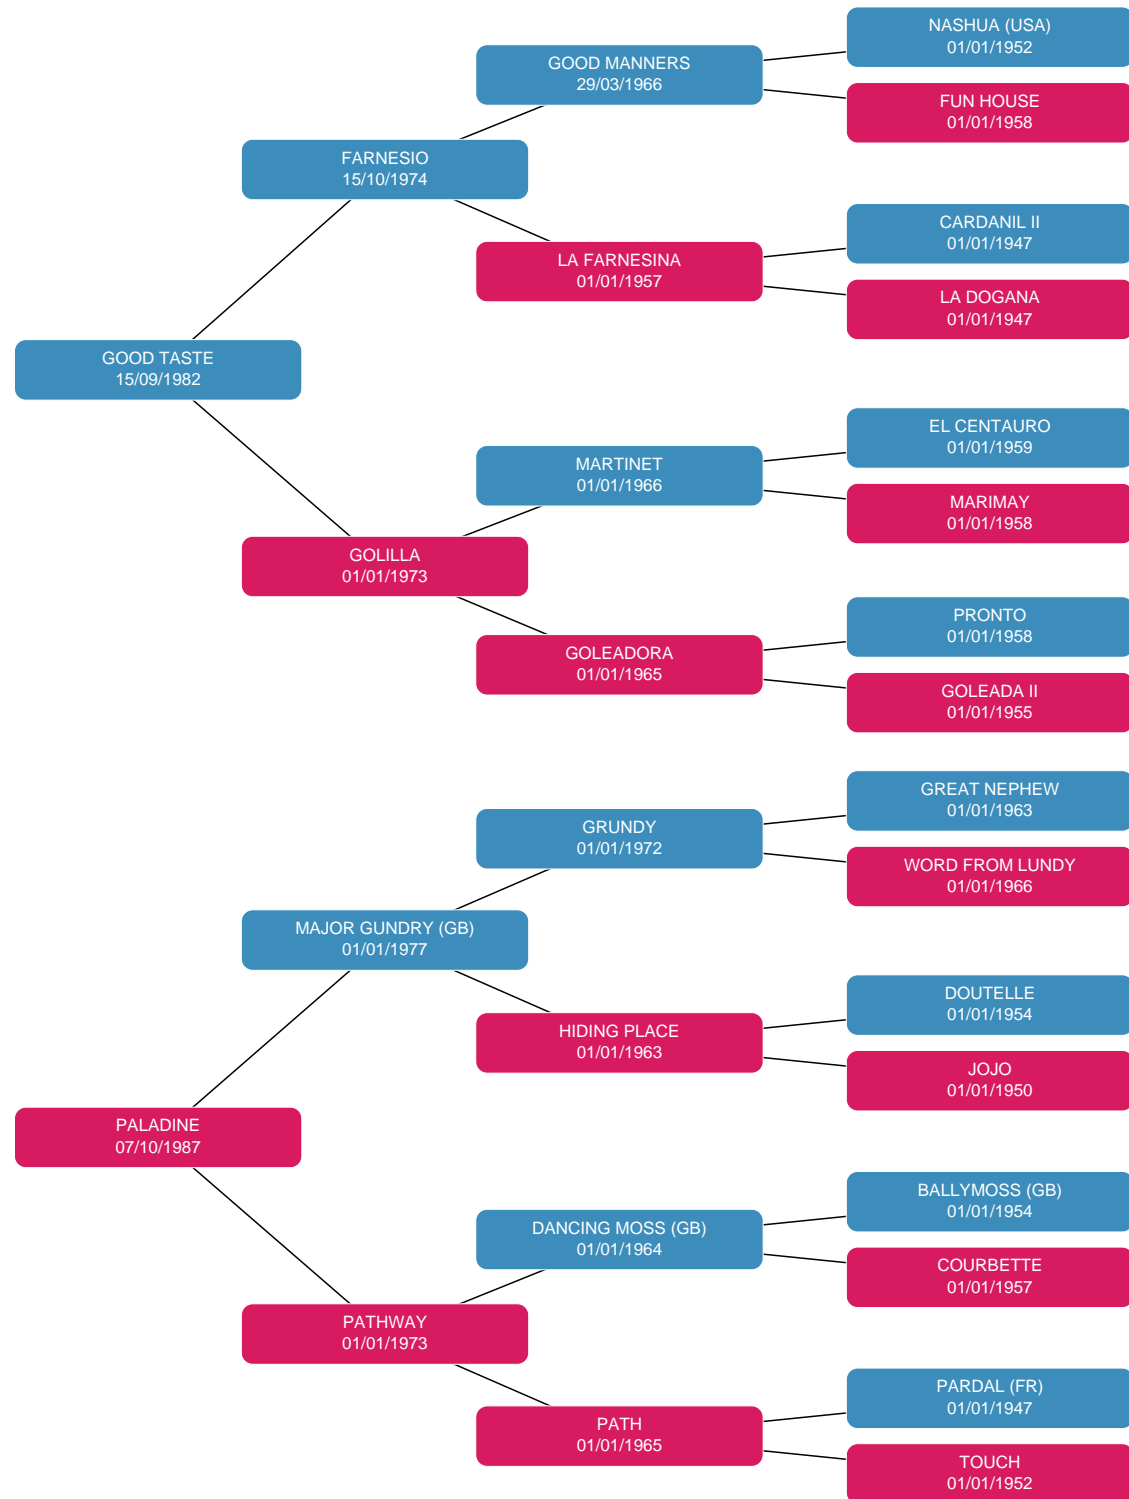 NASHUA (USA)
01/01/1952
GOOD MANNERS
29/03/1966
FUN HOUSE
01/01/1958
FARNESIO
15/10/1974
CARDANIL II
01/01/1947
LA FARNESINA
01/01/1957
LA DOGANA
01/01/1947
GOOD TASTE
15/09/1982
EL CENTAURO
01/01/1959
MARTINET
01/01/1966
MARIMAY
01/01/1958
GOLILLA
01/01/1973
PRONTO
01/01/1958
GOLEADORA
01/01/1965
GOLEADA II
01/01/1955
GREAT NEPHEW
01/01/1963
GRUNDY
01/01/1972
WORD FROM LUNDY
01/01/1966
MAJOR GUNDRY (GB)
01/01/1977
DOUTELLE
01/01/1954
HIDING PLACE
01/01/1963
JOJO
01/01/1950
PALADINE
07/10/1987
BALLYMOSS (GB)
01/01/1954
DANCING MOSS (GB)
01/01/1964
COURBETTE
01/01/1957
PATHWAY
01/01/1973
PARDAL (FR)
01/01/1947
PATH
01/01/1965
TOUCH
01/01/1952